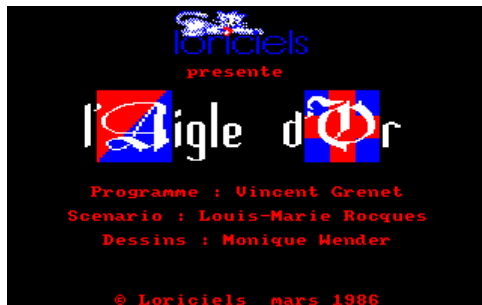 loriciels
presente
l'Aigle d'Or
Programme : Vincent Grenet
Scenario : Louis-Marie Rocques
Dessins : Monique Wender
© Loriciels mars 1986